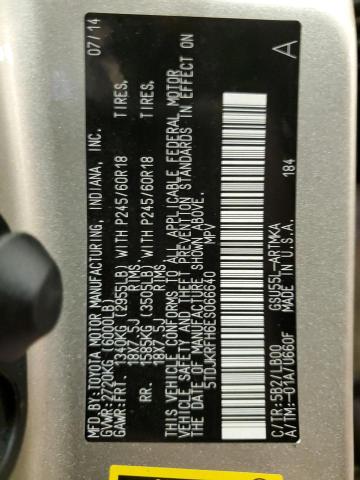 MFD. BY: TOYOTA MOTOR MANUFACTURING, INDIANA, INC. 07/14
GVWR: 2720KG (6000LB)
GAWR: FRT. 1340KG (2955LB) WITH P245/60R18 TIRES,
18X7.5J RIMS,
RR. 1585KG (3505LB) WITH P245/60R18 TIRES,
18X7.5J RIMS,
THIS VEHICLE CONFORMS TO ALL APPLICABLE FEDERAL MOTOR
VEHICLE SAFETY AND THEFT PREVENTION STANDARDS IN EFFECT ON
THE DATE OF MANUFACTURE SHOWN ABOVE.
5TDJKRFH6ES066640 MPV A
C/TR: 5B2/LB00 GSU55L-ARTMKA 184
A/TM: -01A/U660F MADE IN U.S.A.